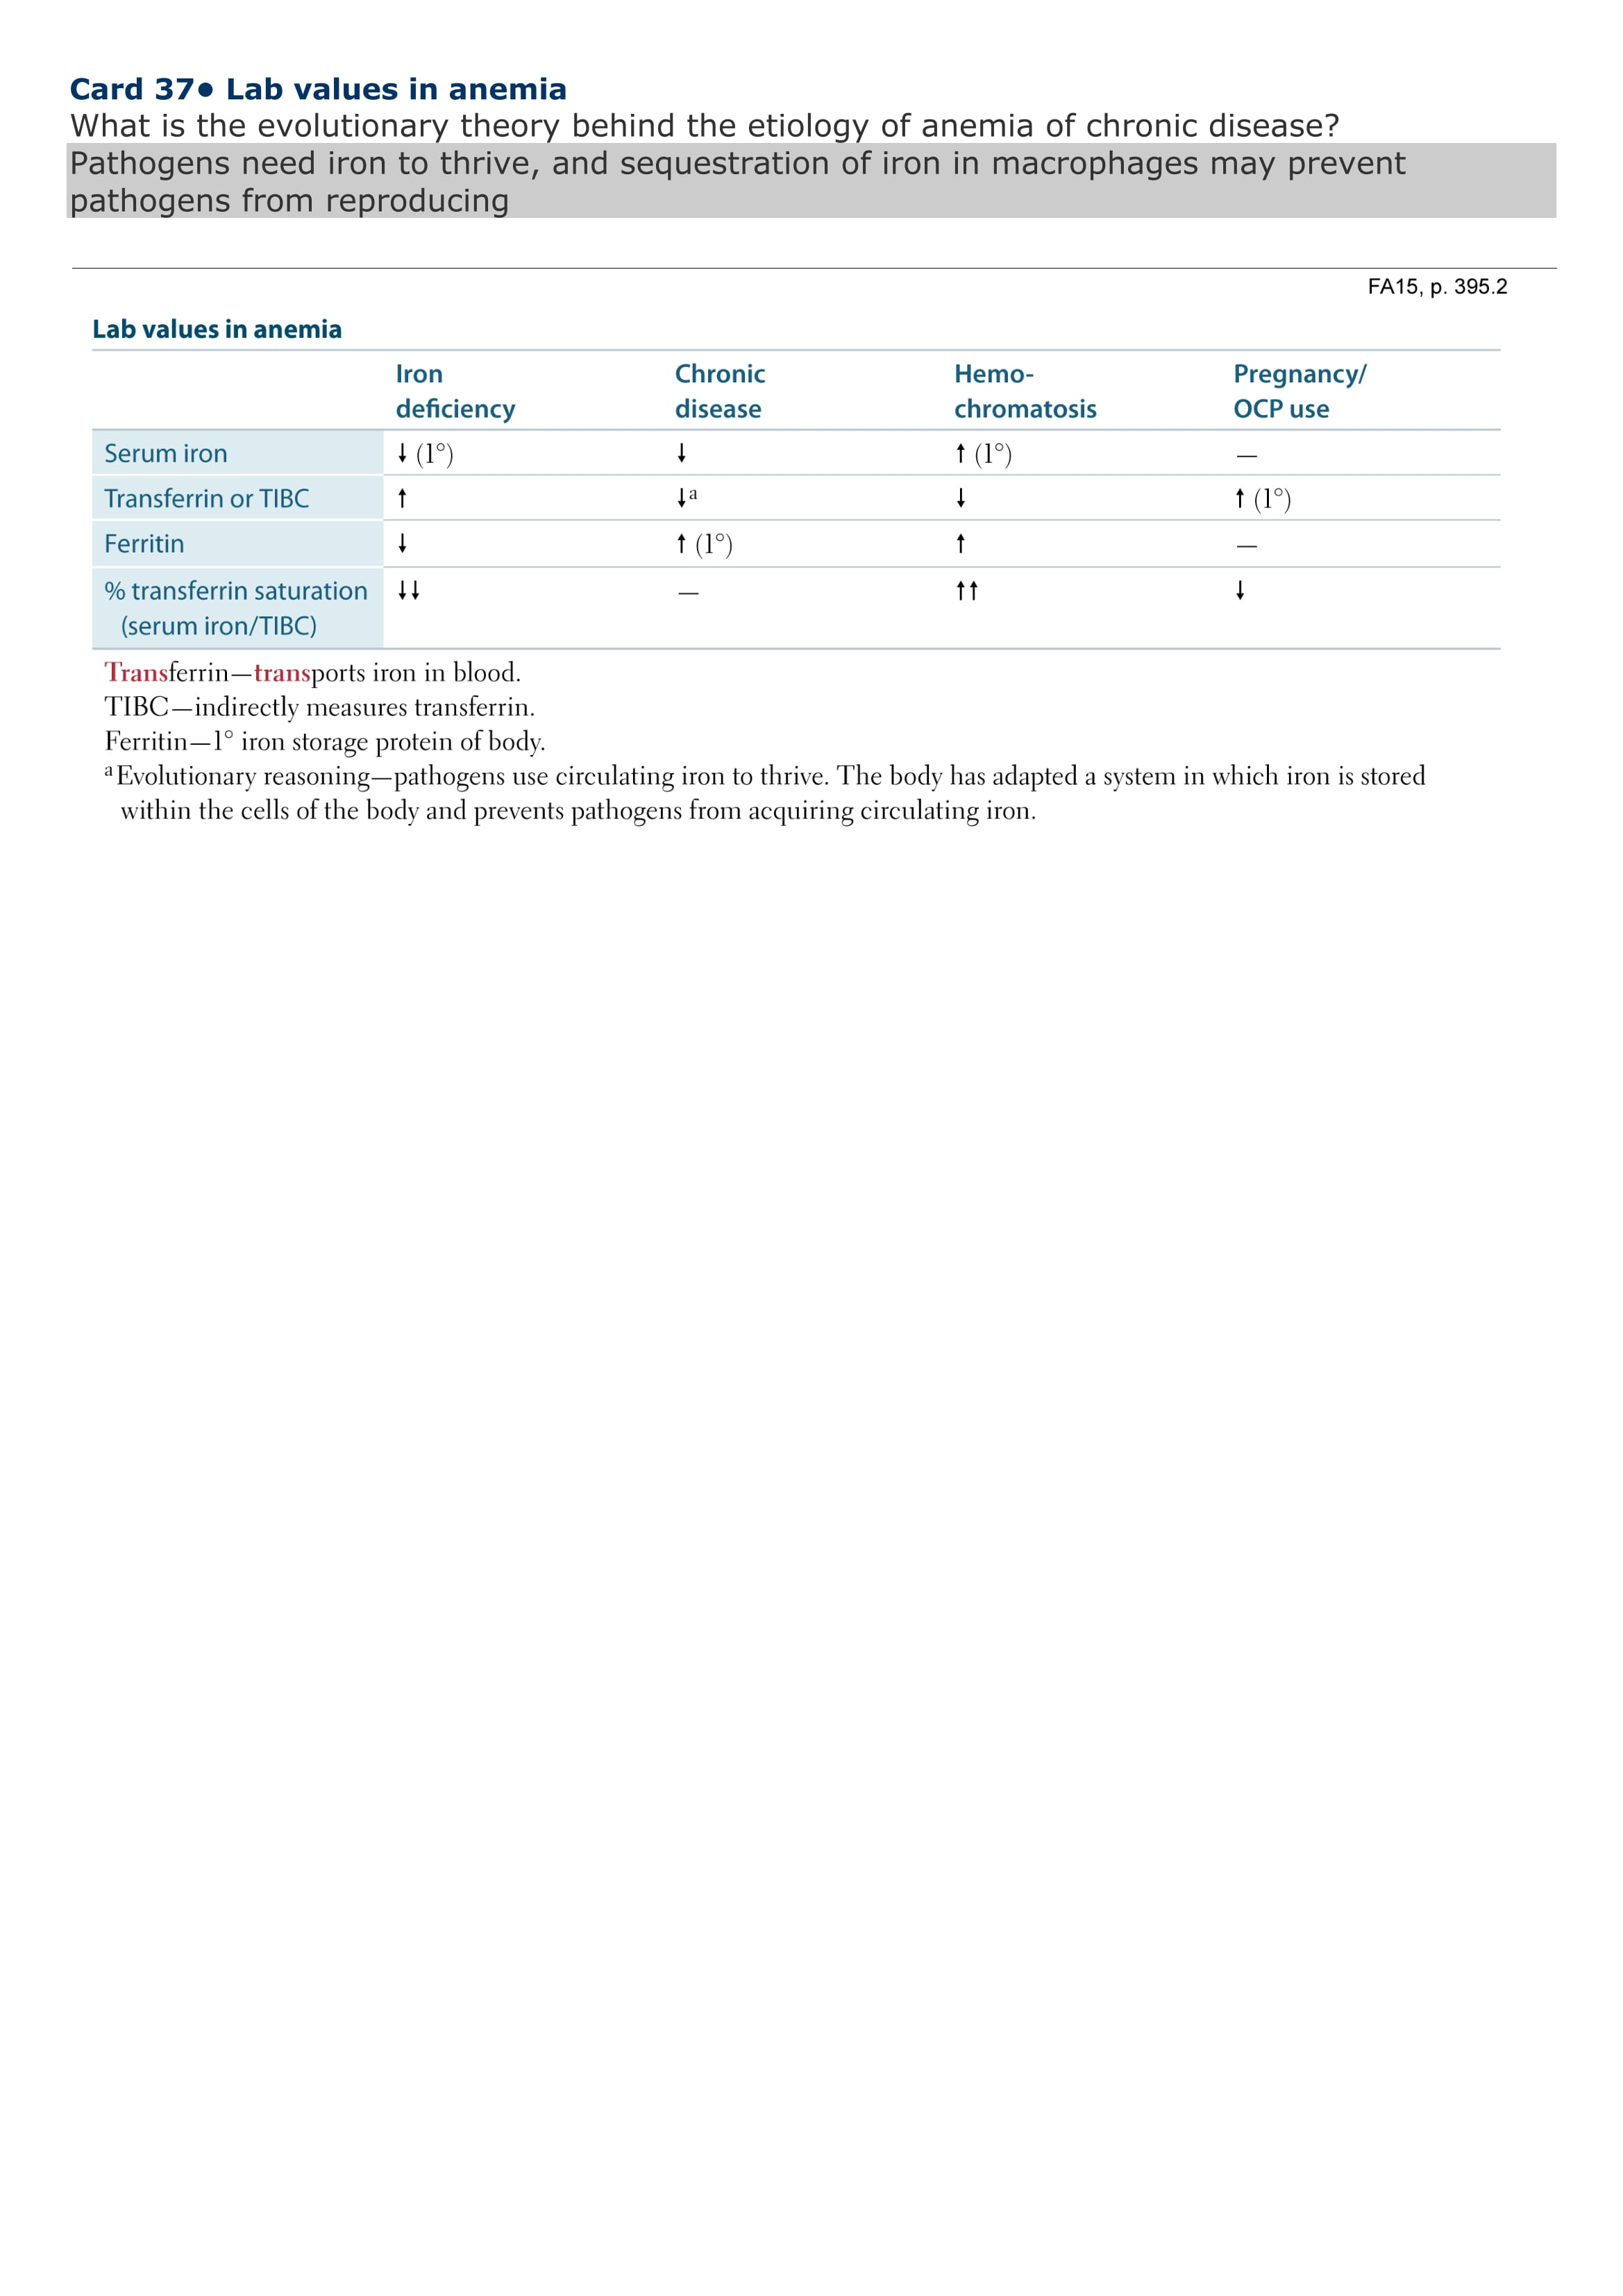 Card 37● Lab values in anemia
What is the evolutionary theory behind the etiology of anemia of chronic disease?
Pathogens need iron to thrive, and sequestration of iron in macrophages may prevent
pathogens from reproducing
FA15, p. 395.2
Lab values in anemia
Iron deficiency Chronic disease Hemo-chromatosis Pregnancy/OCP use
Serum iron ↓ (1°) ↓ ↑ (1°) —
Transferrin or TIBC ↑ ↓a ↓ ↑ (1°)
Ferritin ↓ ↑ (1°) ↑ —
% transferrin saturation ↓↓ — ↑↑ ↓
(serum iron/TIBC)
Transferrin—transports iron in blood.
TIBC—indirectly measures transferrin.
Ferritin—1° iron storage protein of body.
a Evolutionary reasoning—pathogens use circulating iron to thrive. The body has adapted a system in which iron is stored
within the cells of the body and prevents pathogens from acquiring circulating iron.